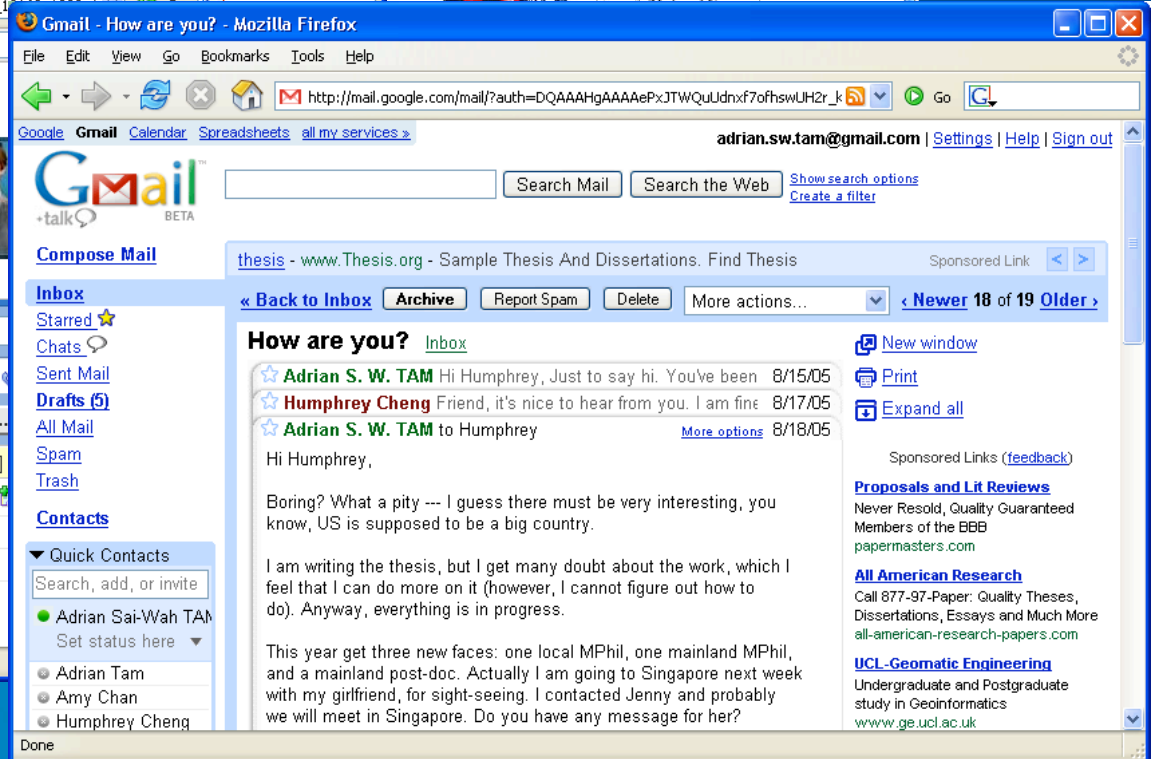 Gmail - How are you? - Mozilla Firefox
File Edit View Go Bookmarks Tools Help
http://mail.google.com/mail/?auth=DQAAAHgAAAAePxJTWQuUdnxf7ofhswUH2r_k Go G
Google Gmail Calendar Spreadsheets all my services »
adrian.sw.tam@gmail.com | Settings | Help | Sign out
Gmail™
+talk BETA
Search Mail Search the Web Show search options
Create a filter
Compose Mail
thesis - www.Thesis.org - Sample Thesis And Dissertations. Find Thesis Sponsored Link < >
Inbox
Starred
Chats
Sent Mail
Drafts (5)
All Mail
Spam
Trash
Contacts
Quick Contacts
Search, add, or invite
Adrian Sai-Wah TAM
Set status here
Adrian Tam
Amy Chan
Humphrey Cheng
« Back to Inbox Archive Report Spam Delete More actions... ‹ Newer 18 of 19 Older ›
How are you? Inbox
Adrian S. W. TAM Hi Humphrey, Just to say hi. You've been 8/15/05
Humphrey Cheng Friend, it's nice to hear from you. I am fine 8/17/05
Adrian S. W. TAM to Humphrey More options 8/18/05
Hi Humphrey,
Boring? What a pity --- I guess there must be very interesting, you
know, US is supposed to be a big country.
I am writing the thesis, but I get many doubt about the work, which I
feel that I can do more on it (however, I cannot figure out how to
do). Anyway, everything is in progress.
This year get three new faces: one local MPhil, one mainland MPhil,
and a mainland post-doc. Actually I am going to Singapore next week
with my girlfriend, for sight-seeing. I contacted Jenny and probably
we will meet in Singapore. Do you have any message for her?
New window
Print
Expand all
Sponsored Links (feedback)
Proposals and Lit Reviews
Never Resold, Quality Guaranteed
Members of the BBB
papermasters.com
All American Research
Call 877-97-Paper: Quality Theses,
Dissertations, Essays and Much More
all-american-research-papers.com
UCL-Geomatic Engineering
Undergraduate and Postgraduate
study in Geoinformatics
www.ge.ucl.ac.uk
Done